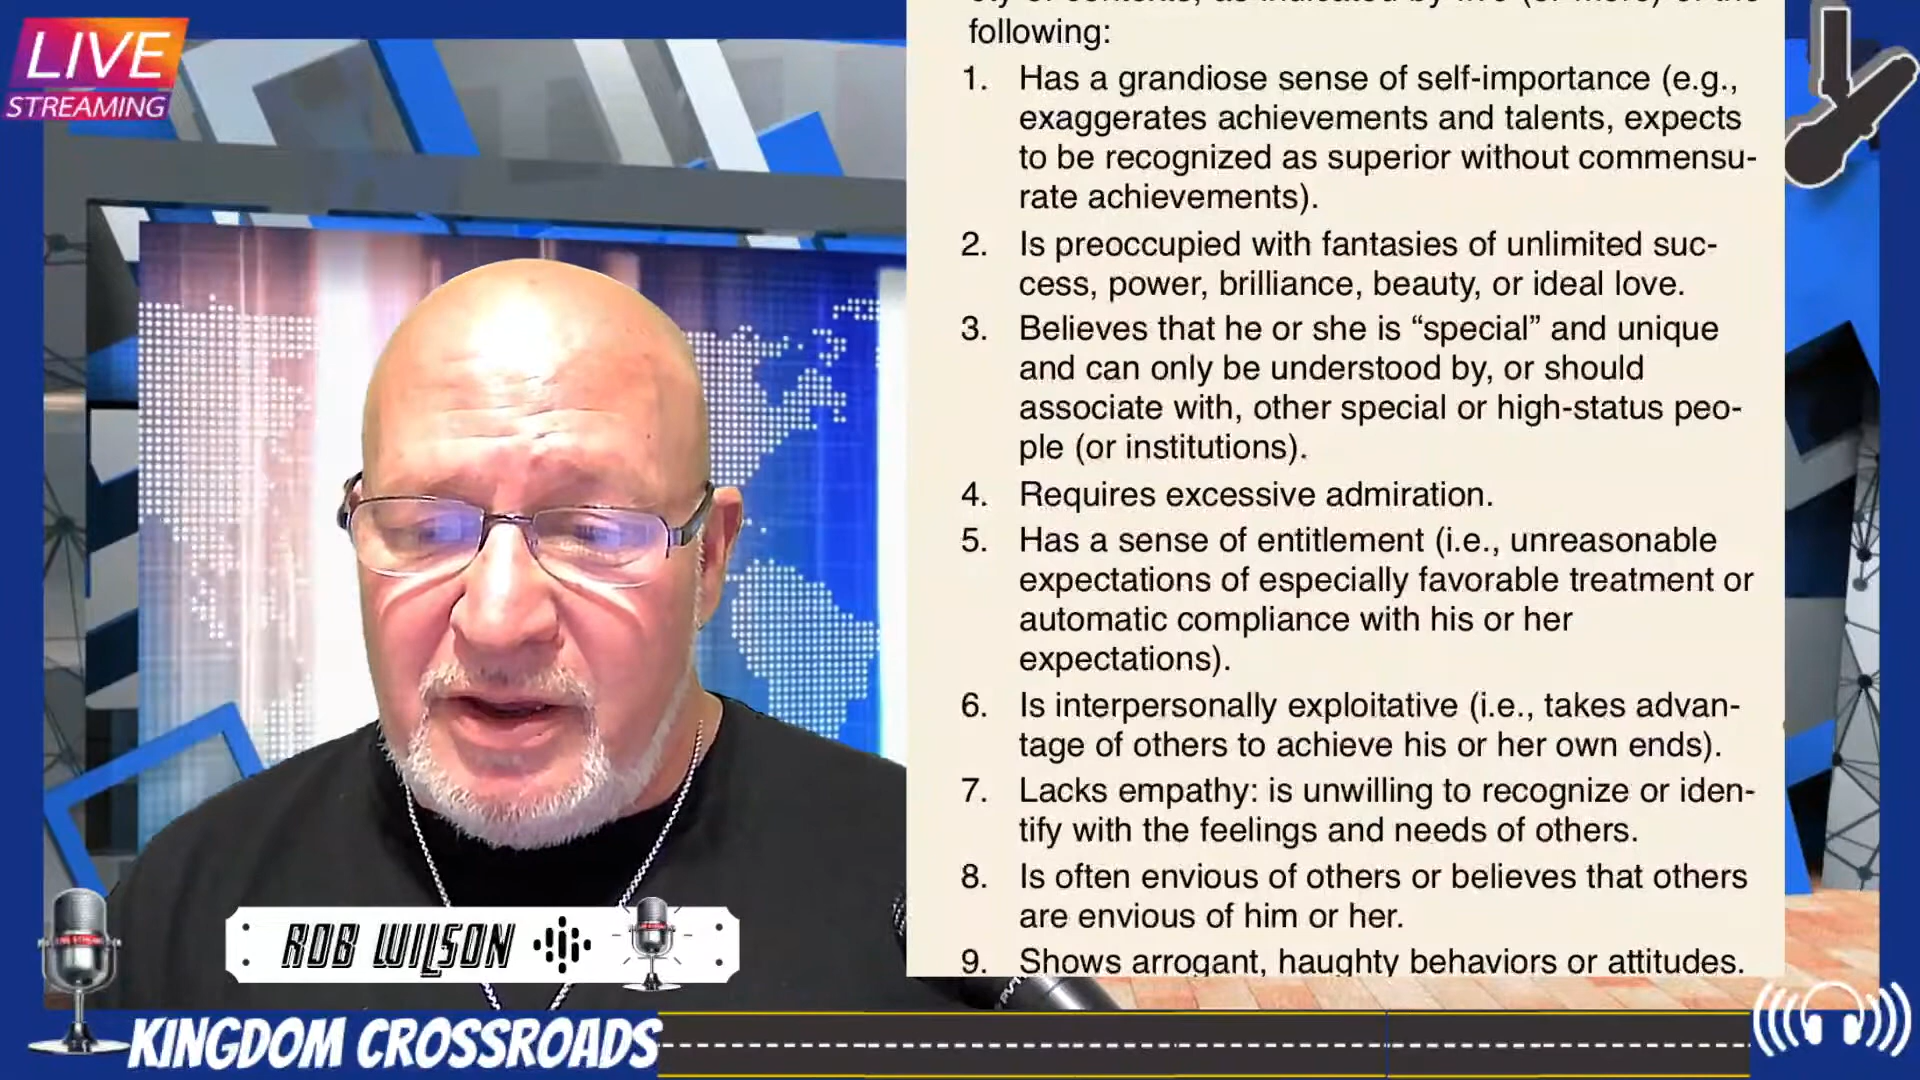 LIVE
STREAMING
following:
1. Has a grandiose sense of self-importance (e.g.,
exaggerates achievements and talents, expects
to be recognized as superior without commensu-
rate achievements).
2. Is preoccupied with fantasies of unlimited suc-
cess, power, brilliance, beauty, or ideal love.
3. Believes that he or she is “special” and unique
and can only be understood by, or should
associate with, other special or high-status peo-
ple (or institutions).
4. Requires excessive admiration.
5. Has a sense of entitlement (i.e., unreasonable
expectations of especially favorable treatment or
automatic compliance with his or her
expectations).
6. Is interpersonally exploitative (i.e., takes advan-
tage of others to achieve his or her own ends).
7. Lacks empathy: is unwilling to recognize or iden-
tify with the feelings and needs of others.
8. Is often envious of others or believes that others
are envious of him or her.
9. Shows arrogant, haughty behaviors or attitudes.
ROB WILSON
KINGDOM CROSSROADS